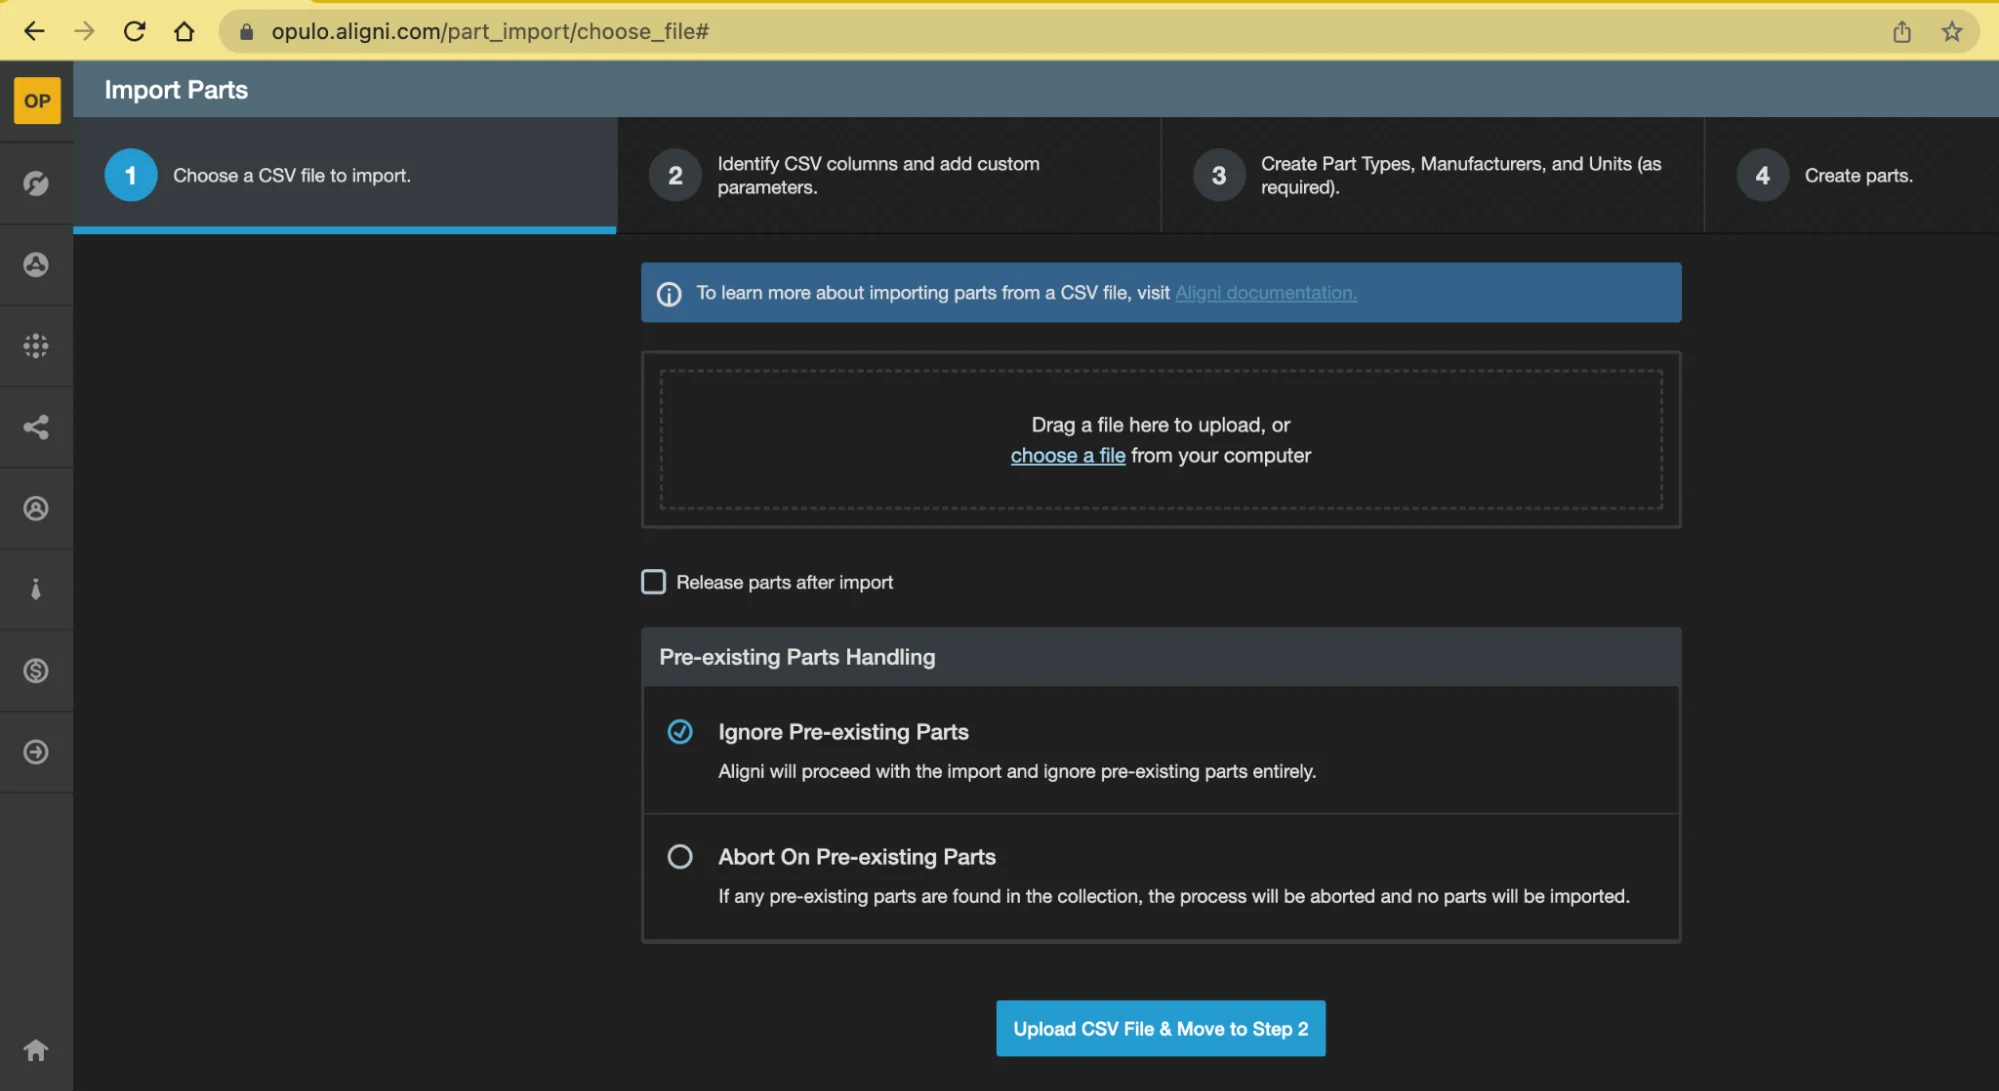 opulo.aligni.com/part_import/choose_file#
OP
Import Parts
1
Choose a CSV file to import.
2
Identify CSV columns and add custom
parameters.
3
Create Part Types, Manufacturers, and Units (as
required).
4
Create parts.
To learn more about importing parts from a CSV file, visit Aligni documentation.
Drag a file here to upload, or
choose a file from your computer
Release parts after import
Pre-existing Parts Handling
Ignore Pre-existing Parts
Aligni will proceed with the import and ignore pre-existing parts entirely.
Abort On Pre-existing Parts
If any pre-existing parts are found in the collection, the process will be aborted and no parts will be imported.
Upload CSV File & Move to Step 2